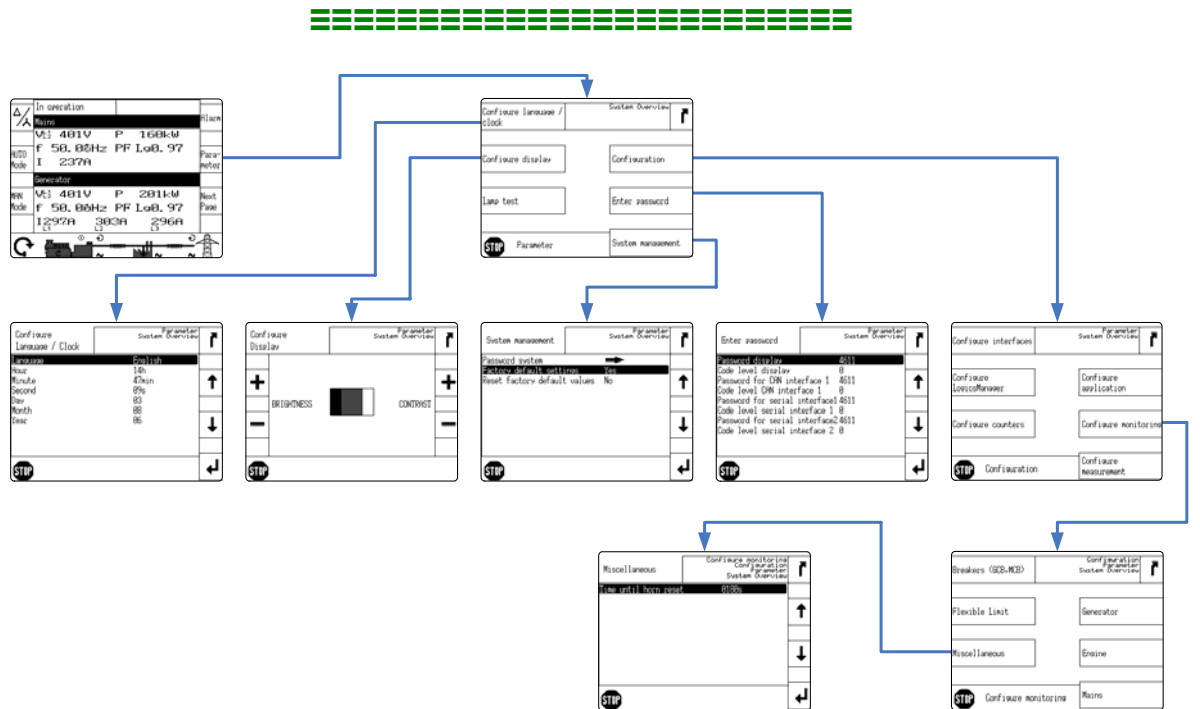 In operation
Mains
Alarm
V 401V P 160kW
f 50.00Hz PF Lg0.97
I 237A
AUTO
Mode
Para-
meter
Generator
V 401V P 201kW
f 50.00Hz PF Lg0.97
MAN
Mode
Next
Page
I297A 303A 296A
L1 L2 L3
System Overview
Configure language /
clock
Configure display
Configuration
Lamp test
Enter password
STOP Parameter
System management
Configure
Language / Clock
Parameter
System Overview
Language English
Hour 14h
Minute 47min
Second 09s
Day 03
Month 08
Year 06
STOP
Configure
Display
Parameter
System Overview
+ +
BRIGHTNESS CONTRAST
− −
STOP
System management
Parameter
System Overview
Password system
Factory default settings Yes
Reset factory default values No
STOP
Enter password
Parameter
System Overview
Password display 4611
Code level display 0
Password for CAN interface 1 4611
Code level CAN interface 1 0
Password for serial interface1 4611
Code level serial interface 1 0
Password for serial interface2 4611
Code level serial interface 2 0
STOP
Configure interfaces
Parameter
System Overview
Configure
LogicsManager
Configure
application
Configure counters
Configure monitoring
STOP Configuration
Configure
measurement
Miscellaneous
Configure monitoring
Configuration
Parameter
System Overview
Time until horn reset 0180s
STOP
Breakers (GCB,MCB)
Configuration
Parameter
System Overview
Flexible Limit
Generator
Miscellaneous
Engine
STOP Configure monitoring
Mains